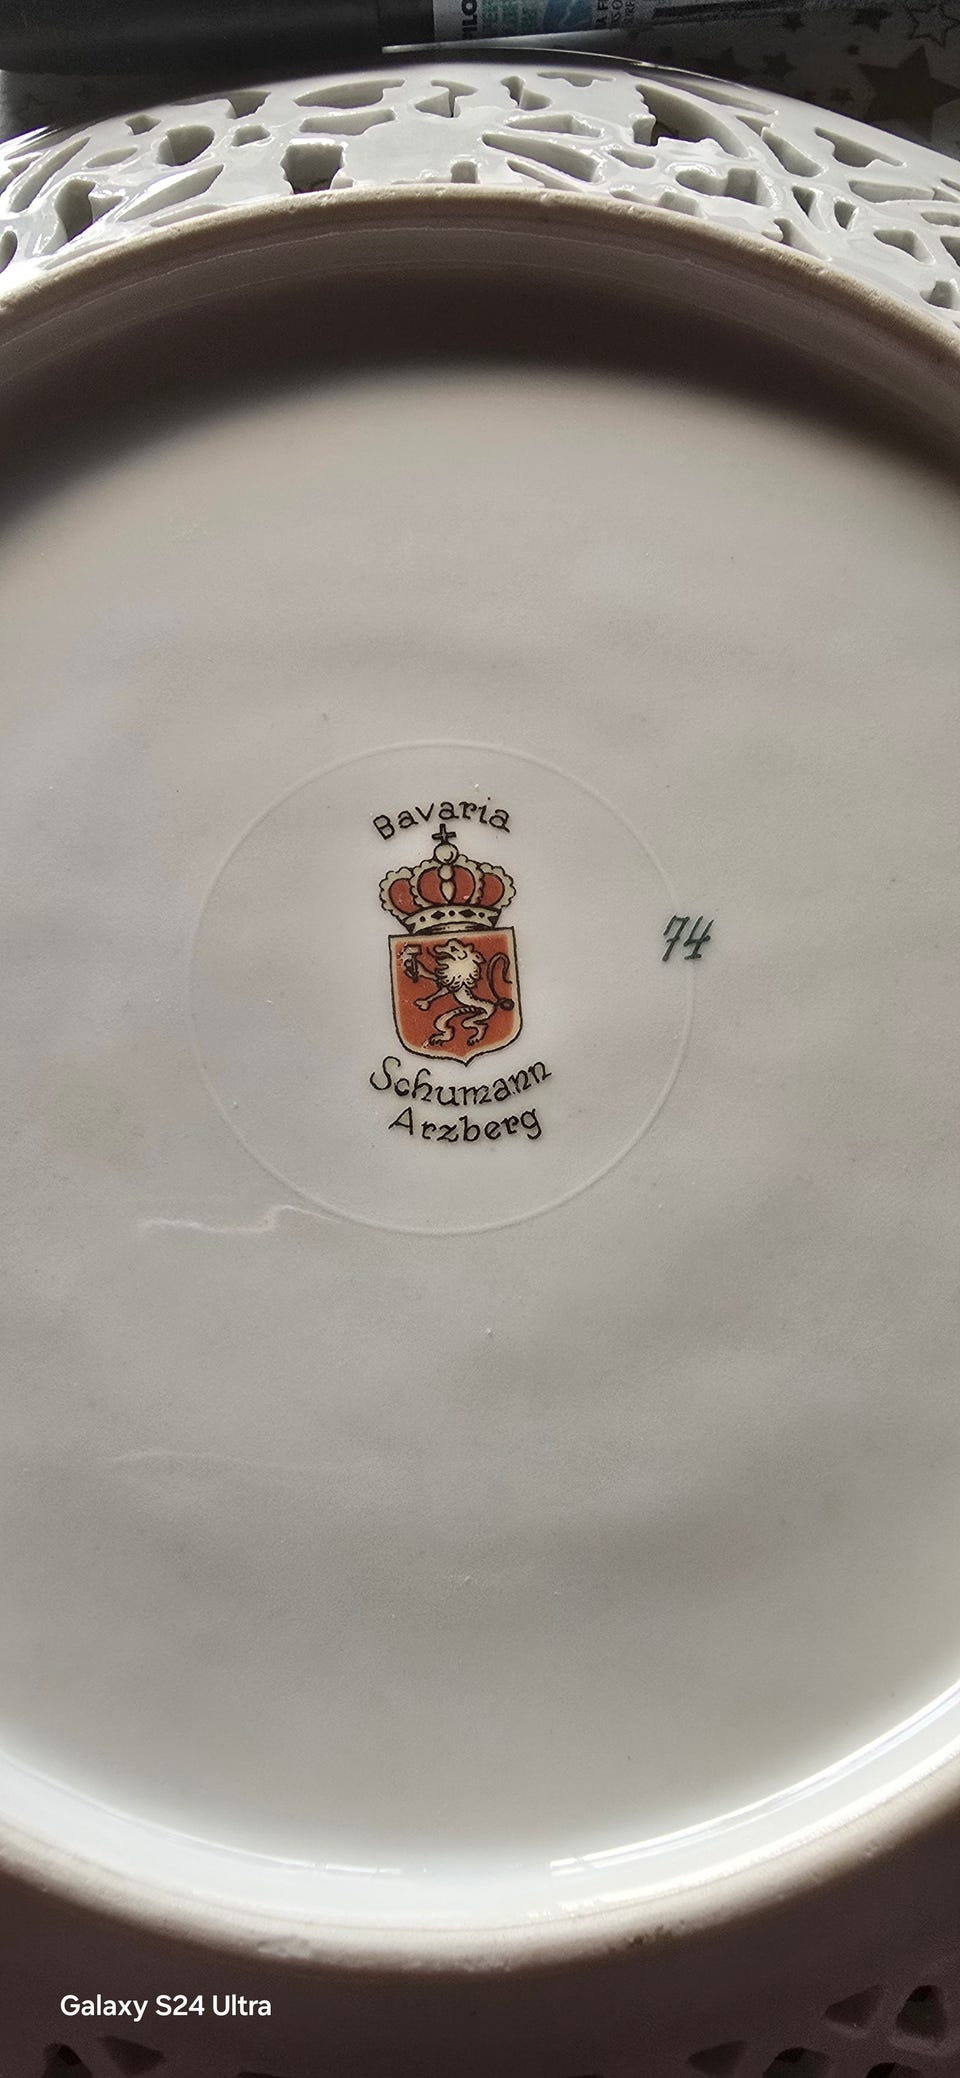 Bavaria
74
Schumann
Arzberg
Galaxy S24 Ultra